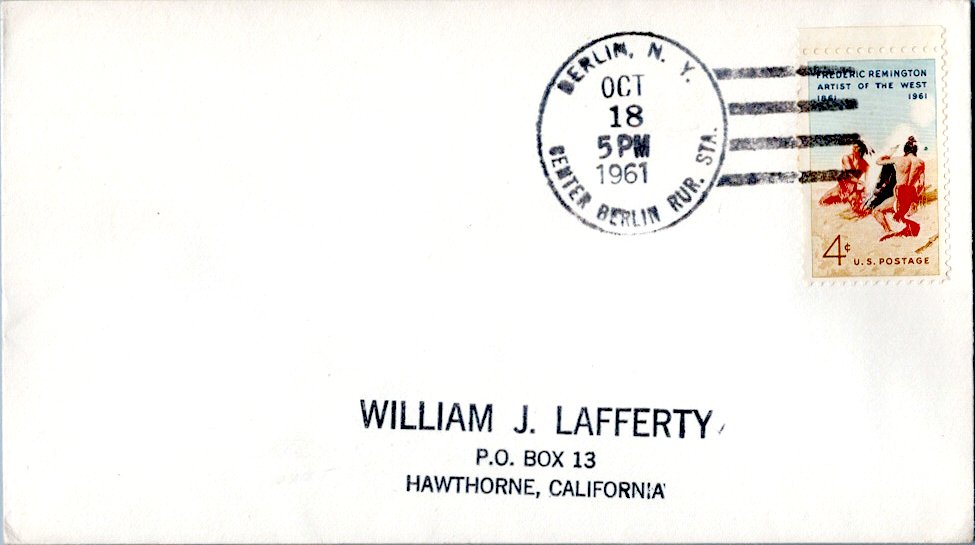 BERLIN, N. Y.
OCT
18
5 PM
1961
CENTER BERLIN RUR. STA.
FREDERIC REMINGTON
ARTIST OF THE WEST
1861 1961
4¢ U.S. POSTAGE
WILLIAM J. LAFFERTY
P.O. BOX 13
HAWTHORNE, CALIFORNIA